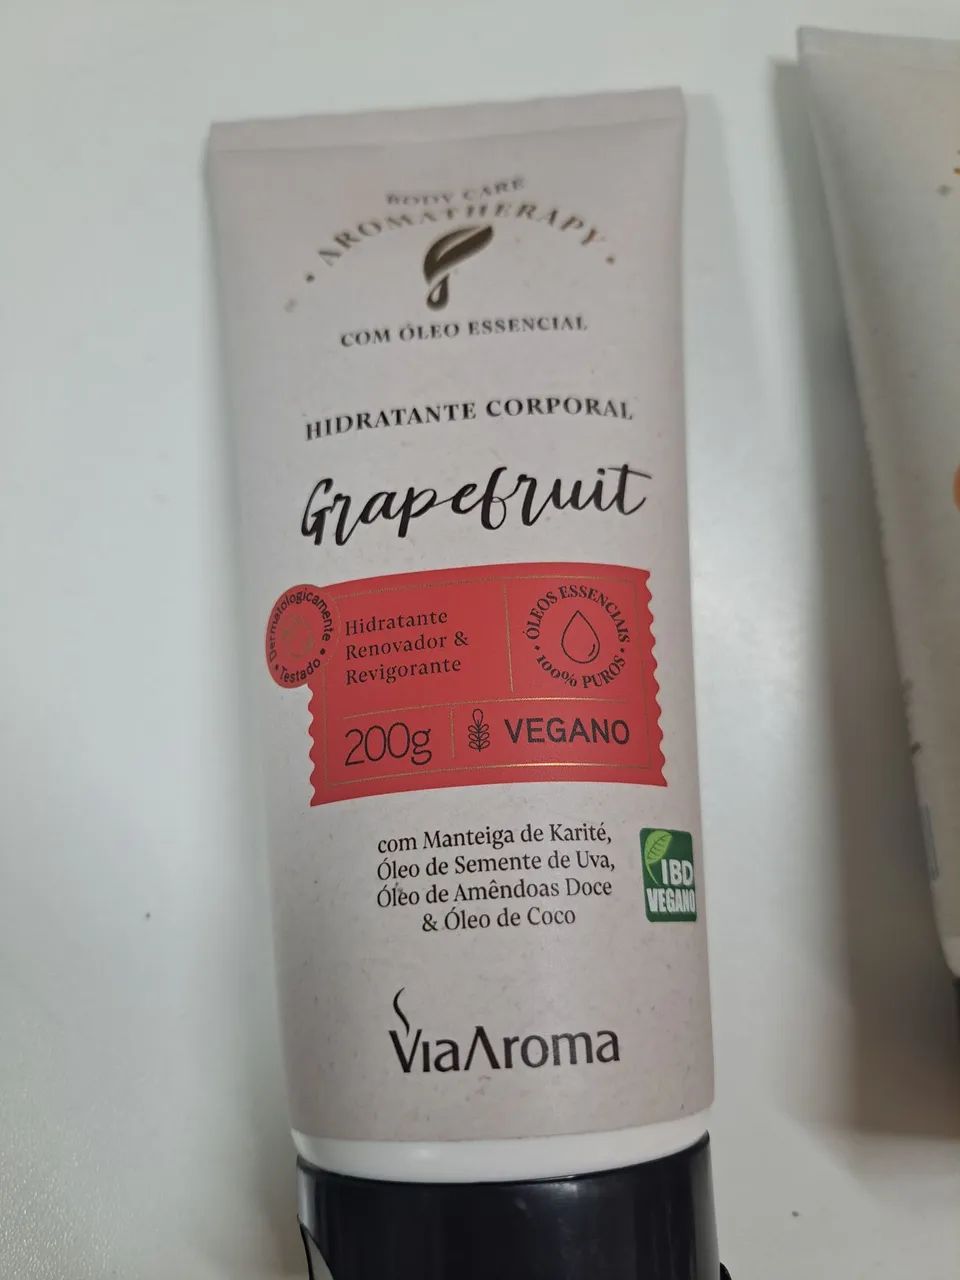 BODY CARE
• AROMATHERAPY •
COM ÓLEO ESSENCIAL
HIDRATANTE CORPORAL
Grapefruit
Dermatologicamente
• Testado •
Hidratante
Renovador &
Revigorante
• ÓLEOS ESSENCIAIS •
100% PUROS
200g
VEGANO
com Manteiga de Karité,
Óleo de Semente de Uva,
Óleo de Amêndoas Doce
& Óleo de Coco
IBD
VEGANO
ViaAroma